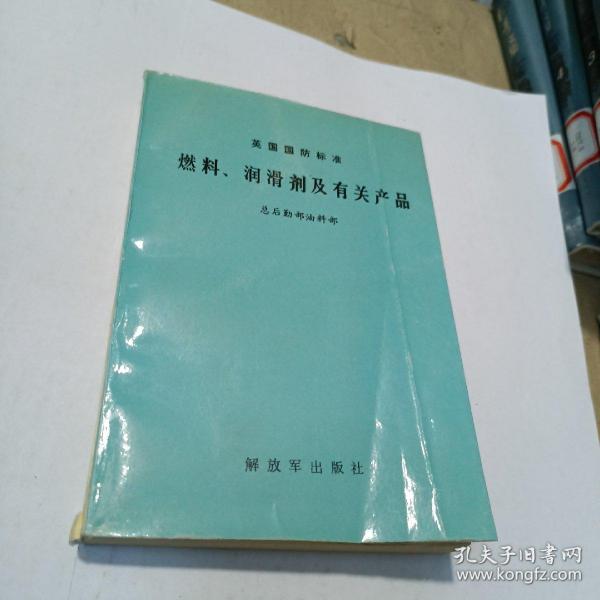 英国国防标准
燃料、润滑剂及有关产品
总后勤部油料部
解放军出版社
孔夫子旧书网
www.kongfz.com